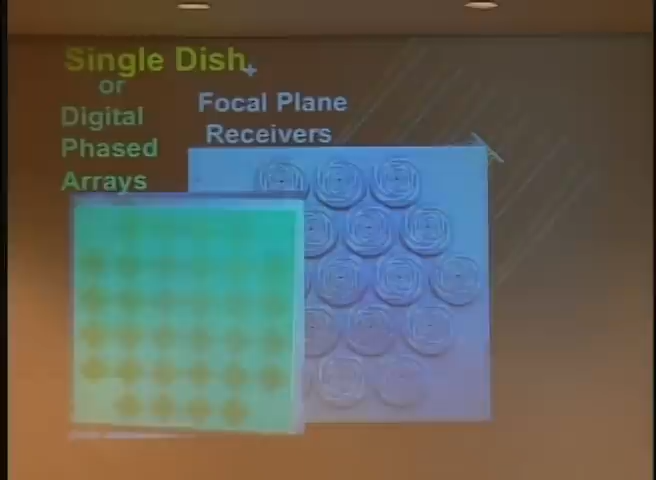 Single Dish+
or
Digital
Phased
Arrays
Focal Plane
Receivers